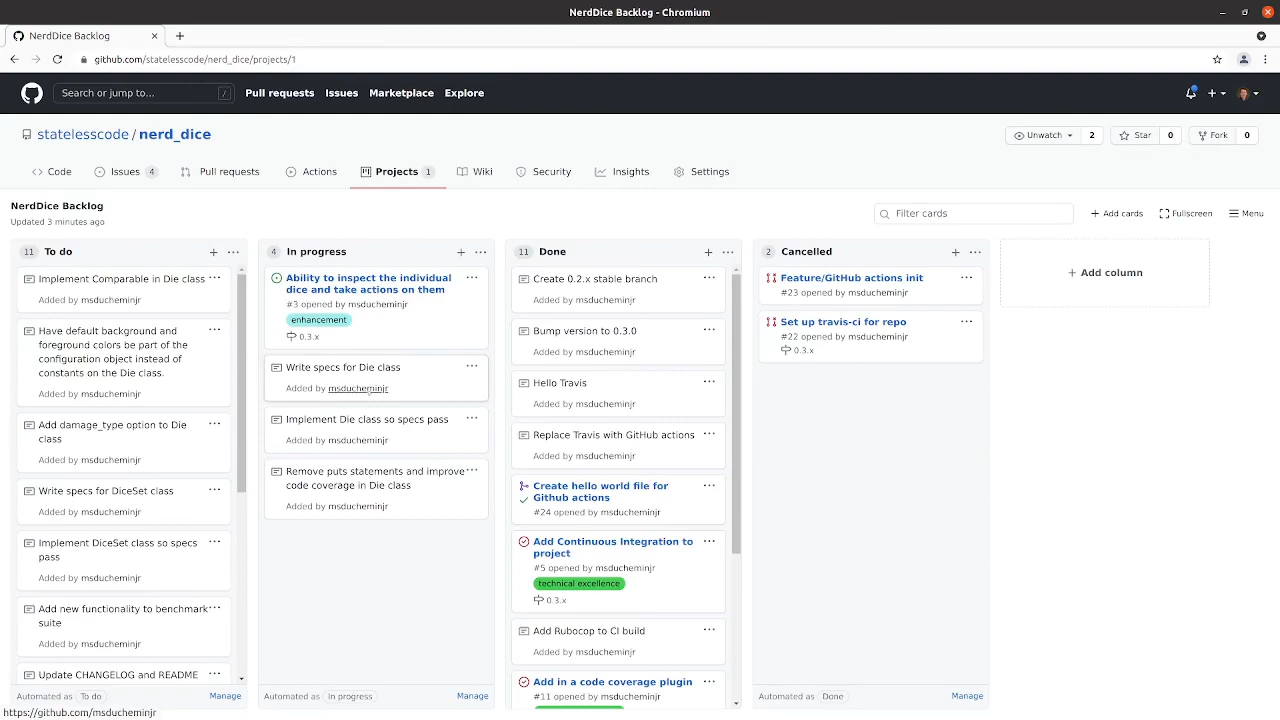 NerdDice Backlog - Chromium
NerdDice Backlog
github.com/statelesscode/nerd_dice/projects/1
Search or jump to... /
Pull requests Issues Marketplace Explore
statelesscode / nerd_dice
Unwatch 2 Star 0 Fork 0
Code Issues 4 Pull requests Actions Projects 1 Wiki Security Insights Settings
NerdDice Backlog
Updated 3 minutes ago
Filter cards
+ Add cards Fullscreen Menu
11 To do
Implement Comparable in Die class
Added by msducheminjr
Have default background and
foreground colors be part of the
configuration object instead of
constants on the Die class.
Added by msducheminjr
Add damage_type option to Die
class
Added by msducheminjr
Write specs for DiceSet class
Added by msducheminjr
Implement DiceSet class so specs
pass
Added by msducheminjr
Add new functionality to benchmark
suite
Added by msducheminjr
Update CHANGELOG and README
Automated as To do Manage
4 In progress
Ability to inspect the individual
dice and take actions on them
#3 opened by msducheminjr
enhancement
0.3.x
Write specs for Die class
Added by msducheminjr
Implement Die class so specs pass
Added by msducheminjr
Remove puts statements and improve
code coverage in Die class
Added by msducheminjr
Automated as In progress Manage
11 Done
Create 0.2.x stable branch
Added by msducheminjr
Bump version to 0.3.0
Added by msducheminjr
Hello Travis
Added by msducheminjr
Replace Travis with GitHub actions
Added by msducheminjr
Create hello world file for
Github actions
#24 opened by msducheminjr
Add Continuous Integration to
project
#5 opened by msducheminjr
technical excellence
0.3.x
Add Rubocop to CI build
Added by msducheminjr
Add in a code coverage plugin
#11 opened by msducheminjr
2 Cancelled
Feature/GitHub actions init
#23 opened by msducheminjr
Set up travis-ci for repo
#22 opened by msducheminjr
0.3.x
Automated as Done Manage
+ Add column
https://github.com/msducheminjr